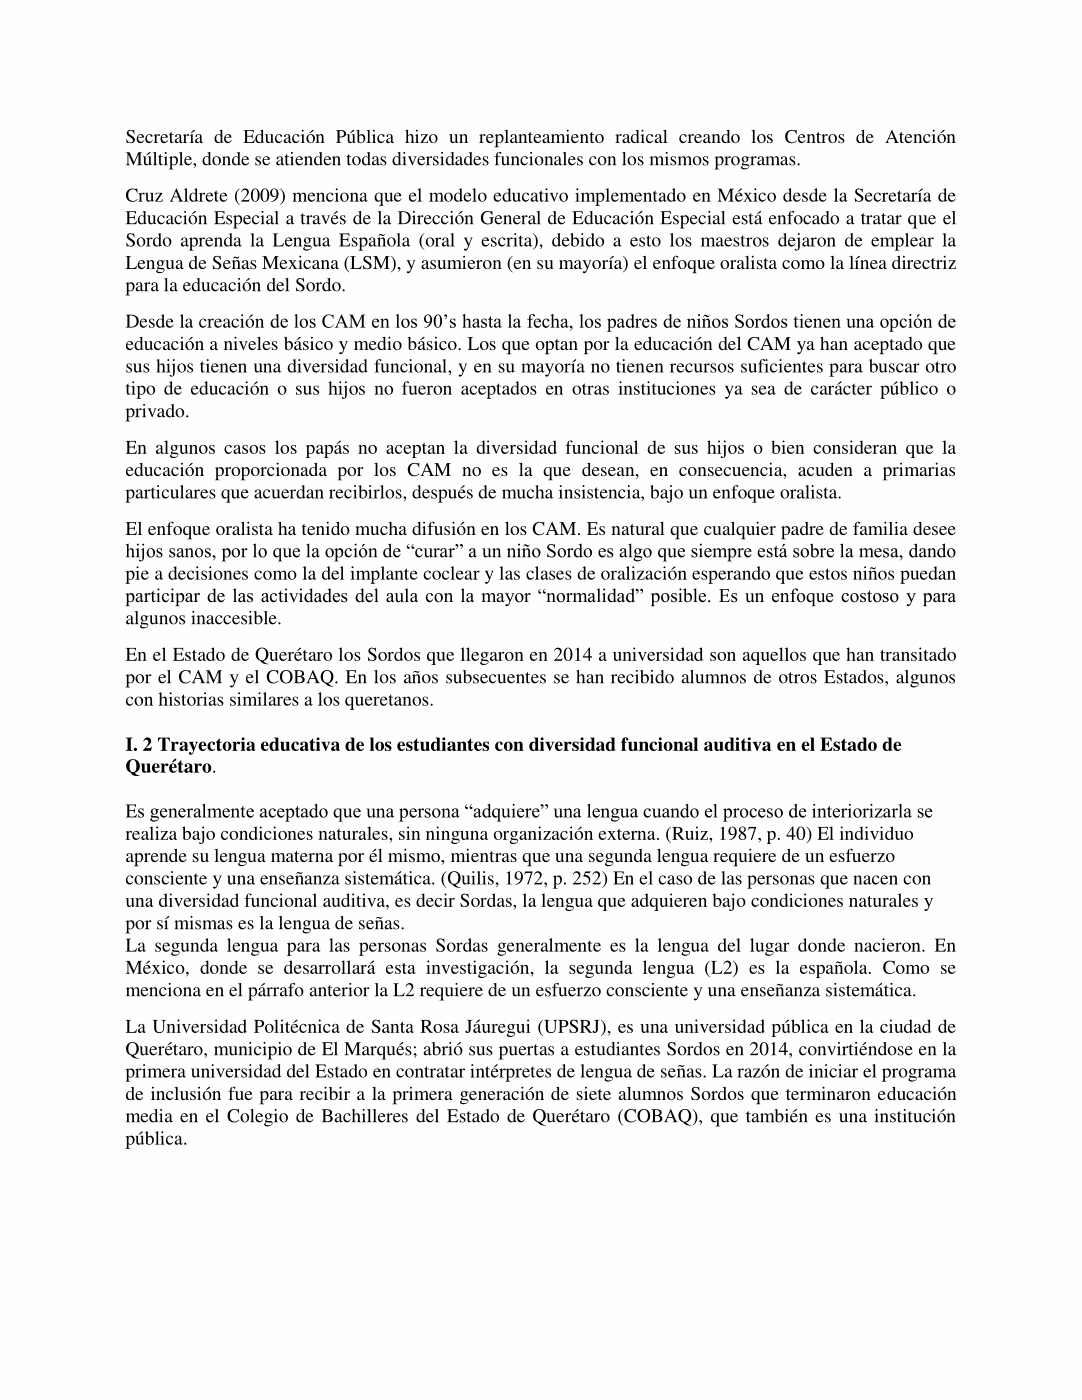 Secretaría de Educación Pública hizo un replanteamiento radical creando los Centros de Atención
Múltiple, donde se atienden todas diversidades funcionales con los mismos programas.
Cruz Aldrete (2009) menciona que el modelo educativo implementado en México desde la Secretaría de
Educación Especial a través de la Dirección General de Educación Especial está enfocado a tratar que el
Sordo aprenda la Lengua Española (oral y escrita), debido a esto los maestros dejaron de emplear la
Lengua de Señas Mexicana (LSM), y asumieron (en su mayoría) el enfoque oralista como la línea directriz
para la educación del Sordo.
Desde la creación de los CAM en los 90’s hasta la fecha, los padres de niños Sordos tienen una opción de
educación a niveles básico y medio básico. Los que optan por la educación del CAM ya han aceptado que
sus hijos tienen una diversidad funcional, y en su mayoría no tienen recursos suficientes para buscar otro
tipo de educación o sus hijos no fueron aceptados en otras instituciones ya sea de carácter público o
privado.
En algunos casos los papás no aceptan la diversidad funcional de sus hijos o bien consideran que la
educación proporcionada por los CAM no es la que desean, en consecuencia, acuden a primarias
particulares que acuerdan recibirlos, después de mucha insistencia, bajo un enfoque oralista.
El enfoque oralista ha tenido mucha difusión en los CAM. Es natural que cualquier padre de familia desee
hijos sanos, por lo que la opción de “curar” a un niño Sordo es algo que siempre está sobre la mesa, dando
pie a decisiones como la del implante coclear y las clases de oralización esperando que estos niños puedan
participar de las actividades del aula con la mayor “normalidad” posible. Es un enfoque costoso y para
algunos inaccesible.
En el Estado de Querétaro los Sordos que llegaron en 2014 a universidad son aquellos que han transitado
por el CAM y el COBAQ. En los años subsecuentes se han recibido alumnos de otros Estados, algunos
con historias similares a los queretanos.
I. 2 Trayectoria educativa de los estudiantes con diversidad funcional auditiva en el Estado de
Querétaro.
Es generalmente aceptado que una persona “adquiere” una lengua cuando el proceso de interiorizarla se
realiza bajo condiciones naturales, sin ninguna organización externa. (Ruiz, 1987, p. 40) El individuo
aprende su lengua materna por él mismo, mientras que una segunda lengua requiere de un esfuerzo
consciente y una enseñanza sistemática. (Quilis, 1972, p. 252) En el caso de las personas que nacen con
una diversidad funcional auditiva, es decir Sordas, la lengua que adquieren bajo condiciones naturales y
por sí mismas es la lengua de señas.
La segunda lengua para las personas Sordas generalmente es la lengua del lugar donde nacieron. En
México, donde se desarrollará esta investigación, la segunda lengua (L2) es la española. Como se
menciona en el párrafo anterior la L2 requiere de un esfuerzo consciente y una enseñanza sistemática.
La Universidad Politécnica de Santa Rosa Jáuregui (UPSRJ), es una universidad pública en la ciudad de
Querétaro, municipio de El Marqués; abrió sus puertas a estudiantes Sordos en 2014, convirtiéndose en la
primera universidad del Estado en contratar intérpretes de lengua de señas. La razón de iniciar el programa
de inclusión fue para recibir a la primera generación de siete alumnos Sordos que terminaron educación
media en el Colegio de Bachilleres del Estado de Querétaro (COBAQ), que también es una institución
pública.